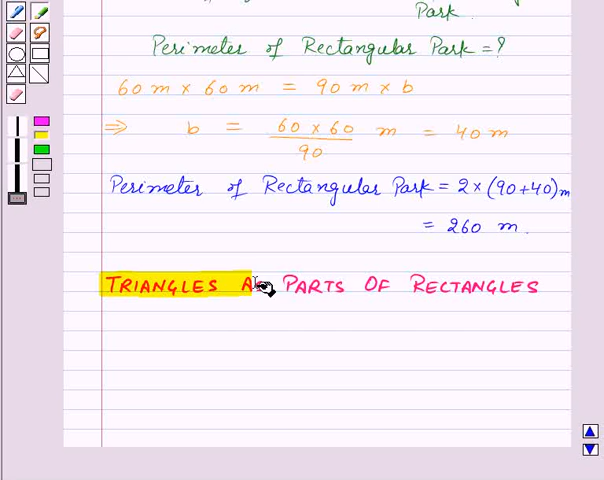 Park.
Perimeter of Rectangular Park = ?
60 m × 60 m = 90 m × b
⇒ b = 60 × 60 / 90 m = 40 m
Perimeter of Rectangular Park = 2 × (90+40) m
= 260 m.
TRIANGLES AS PARTS OF RECTANGLES